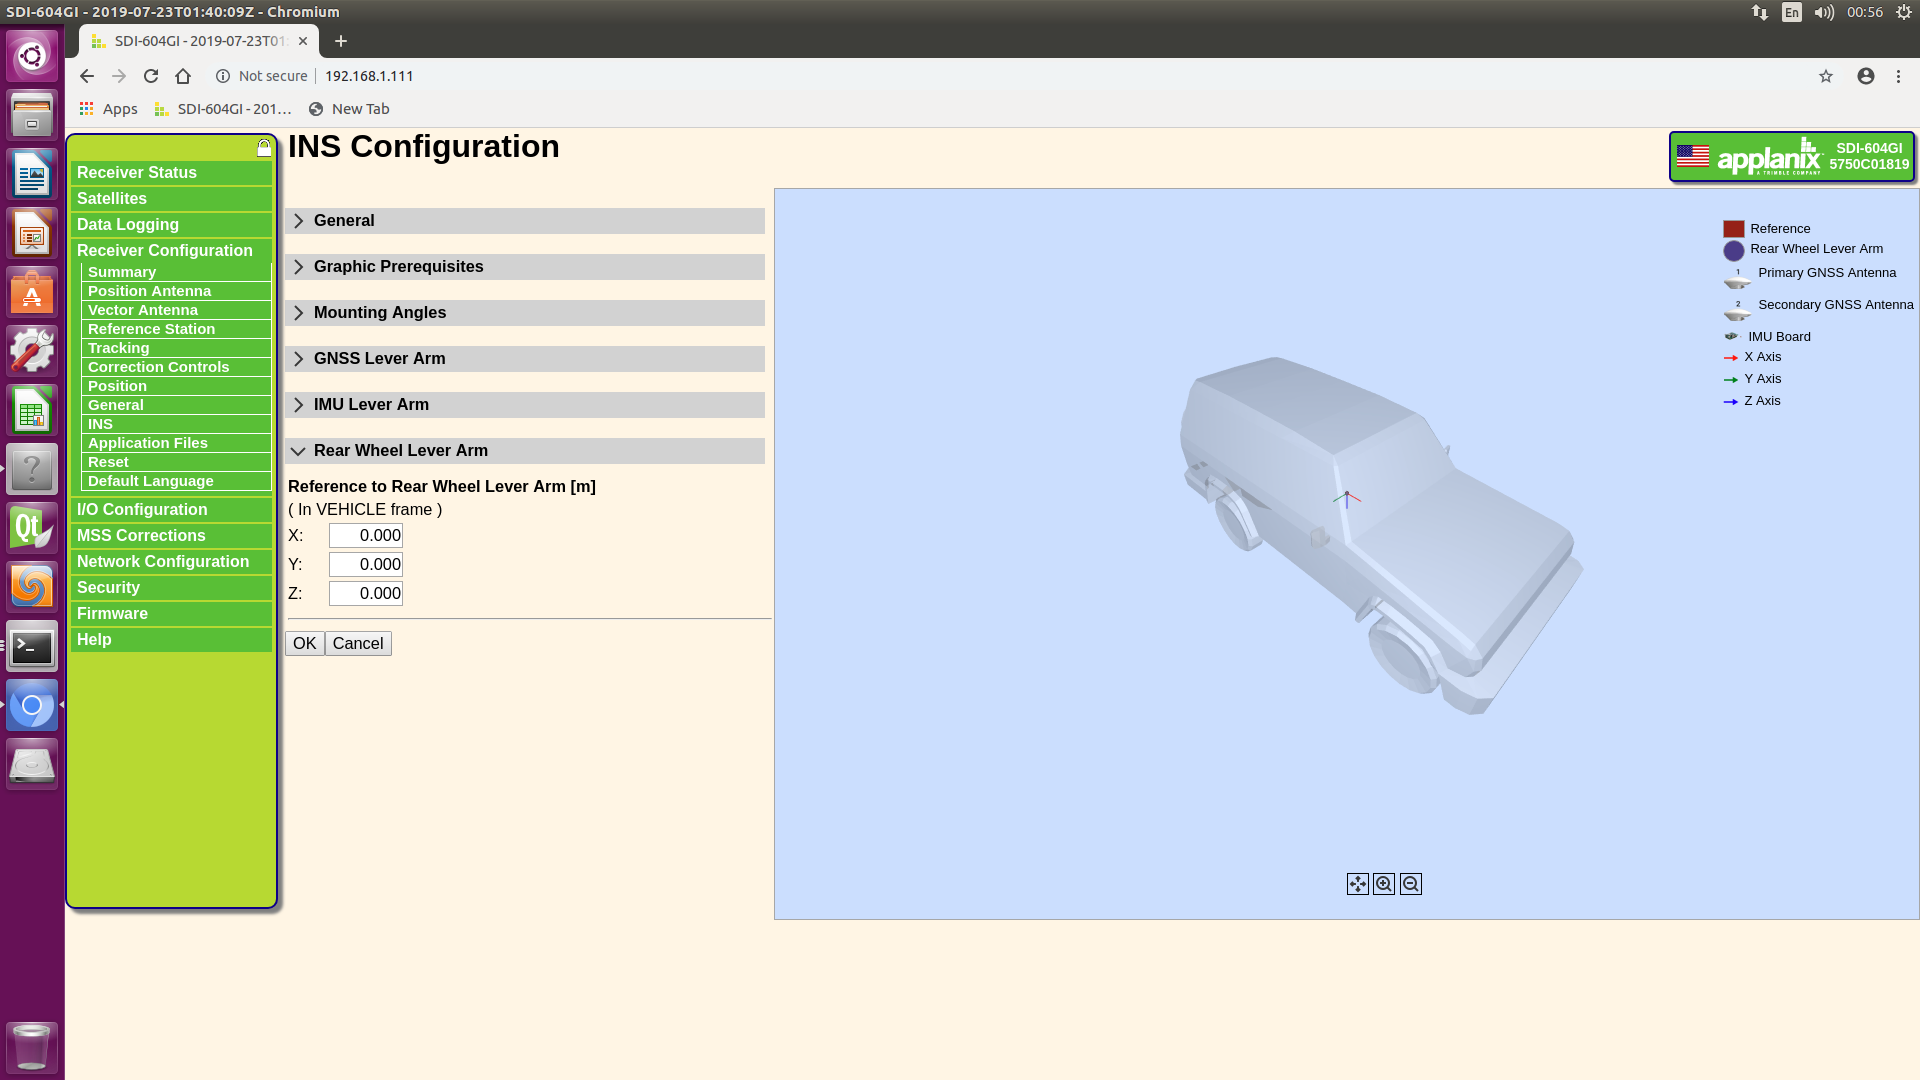 SDI-604GI - 2019-07-23T01:40:09Z - Chromium
En
00:56
SDI-604GI - 2019-07-23T01:
Not secure
192.168.1.111
Apps
SDI-604GI - 201...
New Tab
INS Configuration
applanix
A TRIMBLE COMPANY
SDI-604GI
5750C01819
Receiver Status
Satellites
Data Logging
Receiver Configuration
Summary
Position Antenna
Vector Antenna
Reference Station
Tracking
Correction Controls
Position
General
INS
Application Files
Reset
Default Language
I/O Configuration
MSS Corrections
Network Configuration
Security
Firmware
Help
General
Graphic Prerequisites
Mounting Angles
GNSS Lever Arm
IMU Lever Arm
Rear Wheel Lever Arm
Reference to Rear Wheel Lever Arm [m]
( In VEHICLE frame )
X: 0.000
Y: 0.000
Z: 0.000
OK Cancel
Reference
Rear Wheel Lever Arm
1 Primary GNSS Antenna
2 Secondary GNSS Antenna
IMU Board
X Axis
Y Axis
Z Axis
Qt